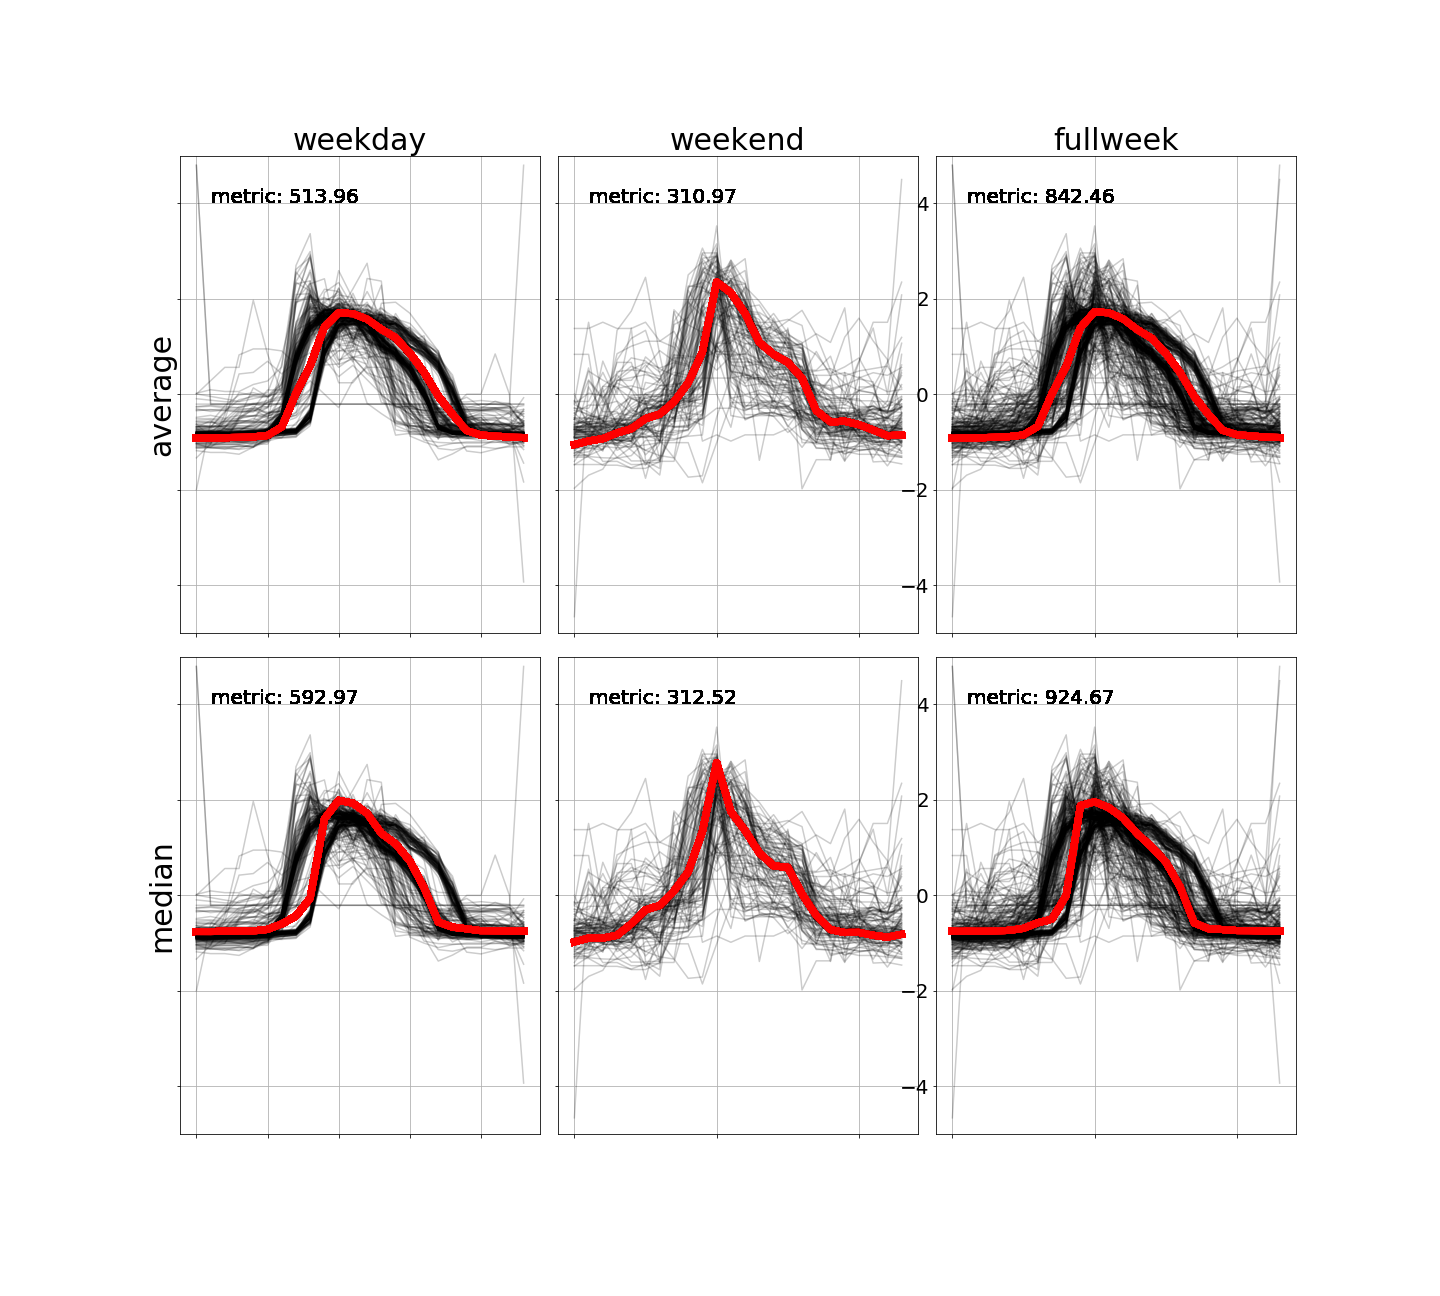 weekday weekend fullweek
metric: 513.96 metric: 310.97 metric: 842.46
average
4
2
0
−2
−4
metric: 592.97 metric: 312.52 metric: 924.67
median
4
2
0
−2
−4